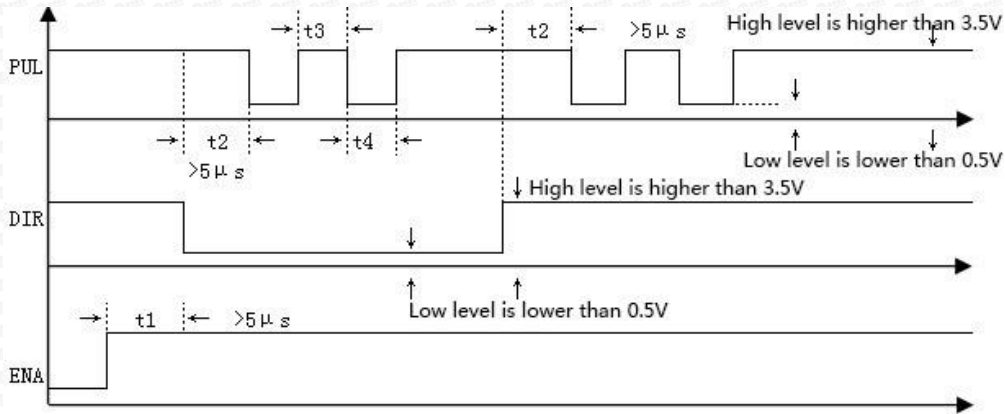 High level is higher than 3.5V
t3
t2
>5μs
PUL
t2
t4
Low level is lower than 0.5V
>5μs
High level is higher than 3.5V
DIR
t1
>5μs
Low level is lower than 0.5V
ENA